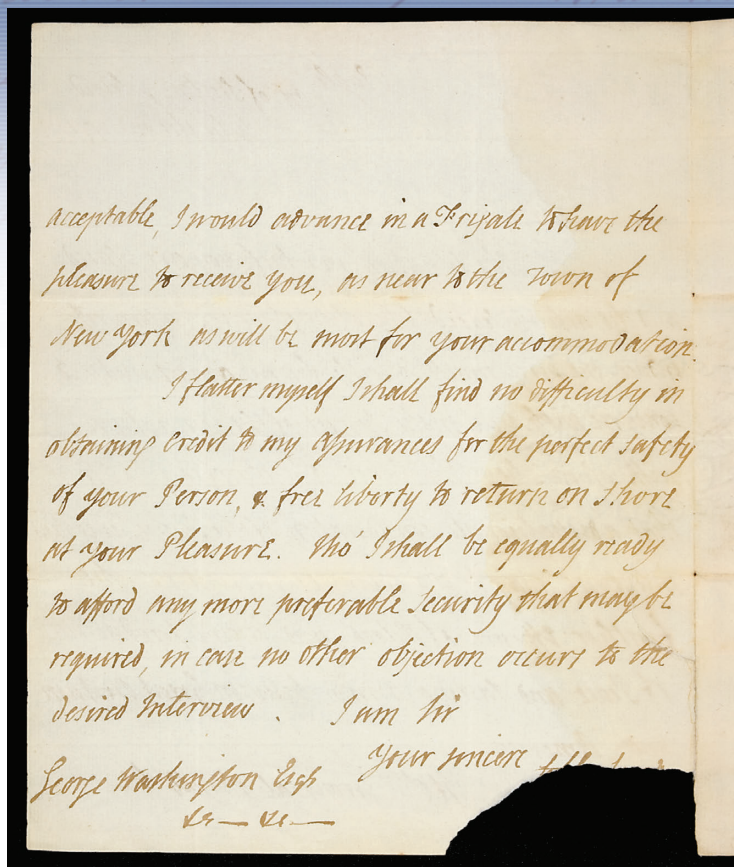 acceptable, I would advance in a Frigate to have the
pleasure to receive you, as near to the Town of
New York as will be most for your accommodation.
I flatter myself I shall find no difficulty in
obtaining Credit to my assurances for the perfect safety
of your Person, & free liberty to return on Shore
at your Pleasure. Tho' I shall be equally ready
to afford any more preferable Security that may be
required, in case no other objection occurs to the
desired Interview. I am Sir
Your sincere
George Washington Esqr
&c — &c —